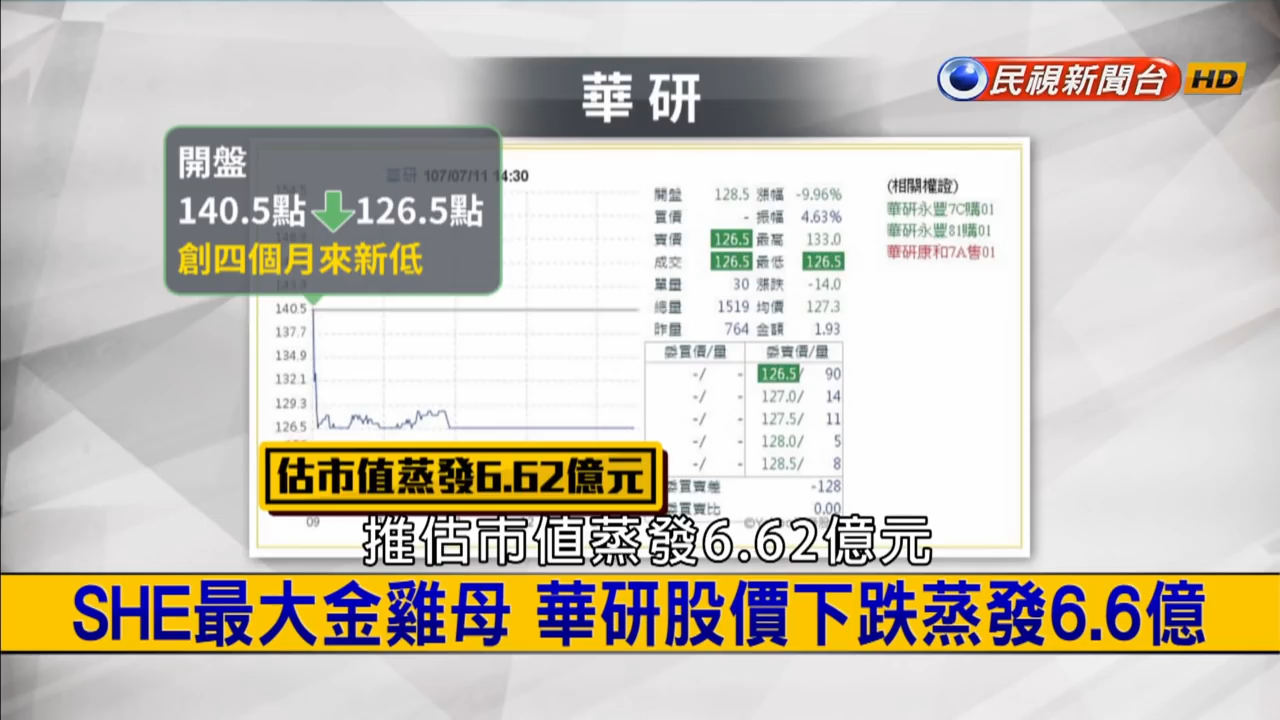 華研
民視新聞台 HD
開盤
140.5點 126.5點
創四個月來新低
華研 107/07/11 14:30
140.5
137.7
134.9
132.1
129.3
126.5
09
開盤 128.5 漲幅 -9.96%
買價 - 振幅 4.63%
賣價 126.5 最高 133.0
成交 126.5 最低 126.5
單量 30 漲跌 -14.0
總量 1519 均價 127.3
昨量 764 金額 1.93
委買價/量 委賣價/量
-/ - 126.5/ 90
-/ - 127.0/ 14
-/ - 127.5/ 11
-/ - 128.0/ 5
-/ - 128.5/ 8
委買賣差 -128
委買賣比 0.00
(相關權證)
華研永豐7C購01
華研永豐81購01
華研康和7A售01
估市值蒸發6.62億元
推估市值蒸發6.62億元
SHE最大金雞母 華研股價下跌蒸發6.6億